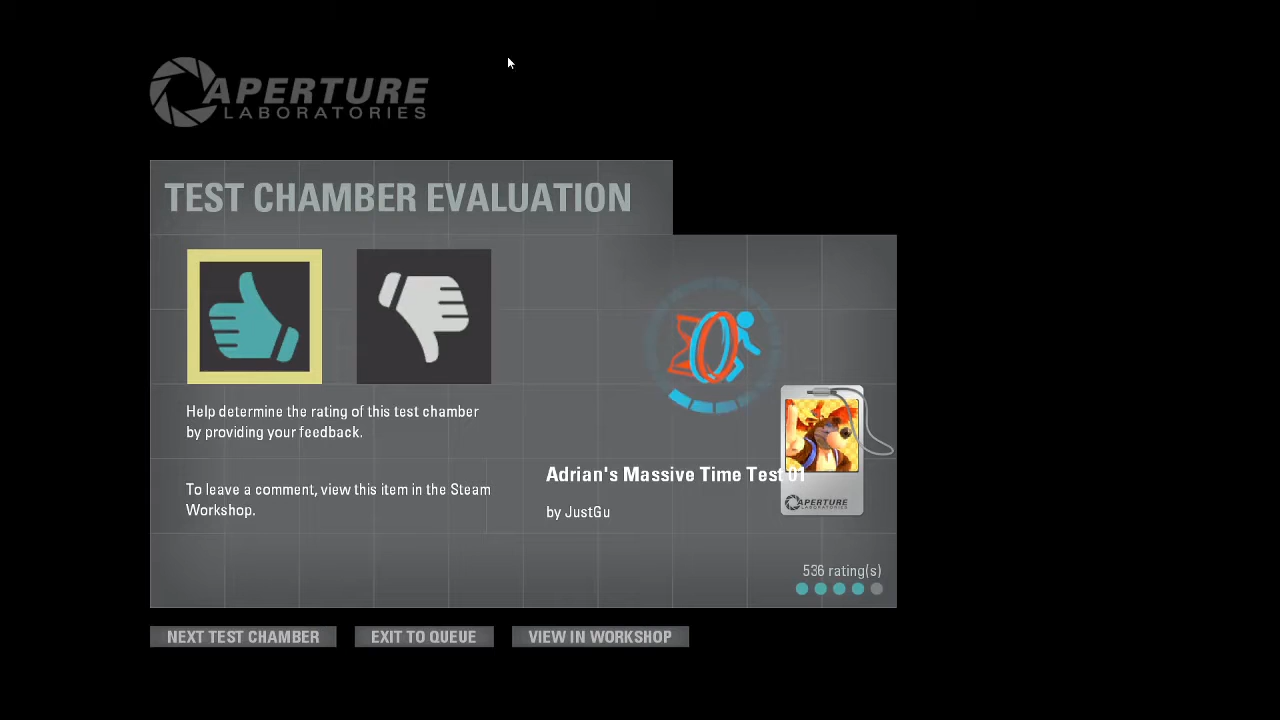 APERTURE
LABORATORIES
TEST CHAMBER EVALUATION
Help determine the rating of this test chamber
by providing your feedback.
To leave a comment, view this item in the Steam
Workshop.
Adrian's Massive Time Test 01
by JustGu
APERTURE
536 rating(s)
NEXT TEST CHAMBER
EXIT TO QUEUE
VIEW IN WORKSHOP